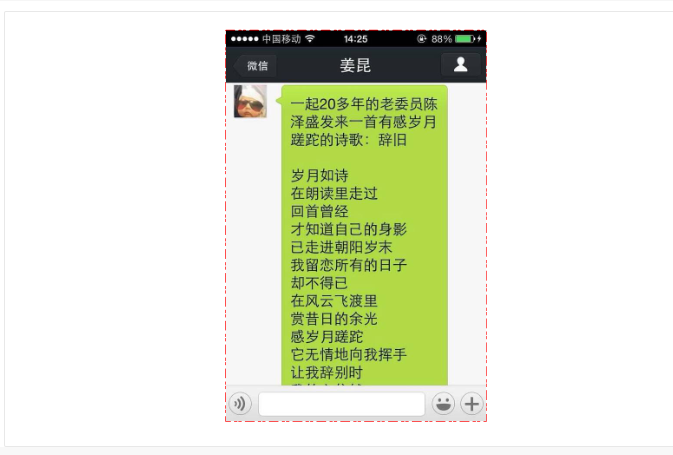 中国移动 14:25 88%
微信 姜昆
一起20多年的老委员陈
泽盛发来一首有感岁月
蹉跎的诗歌：辞旧
岁月如诗
在朗读里走过
回首曾经
才知道自己的身影
已走进朝阳岁末
我留恋所有的日子
却不得已
在风云飞渡里
赏昔日的余光
感岁月蹉跎
它无情地向我挥手
让我辞别时